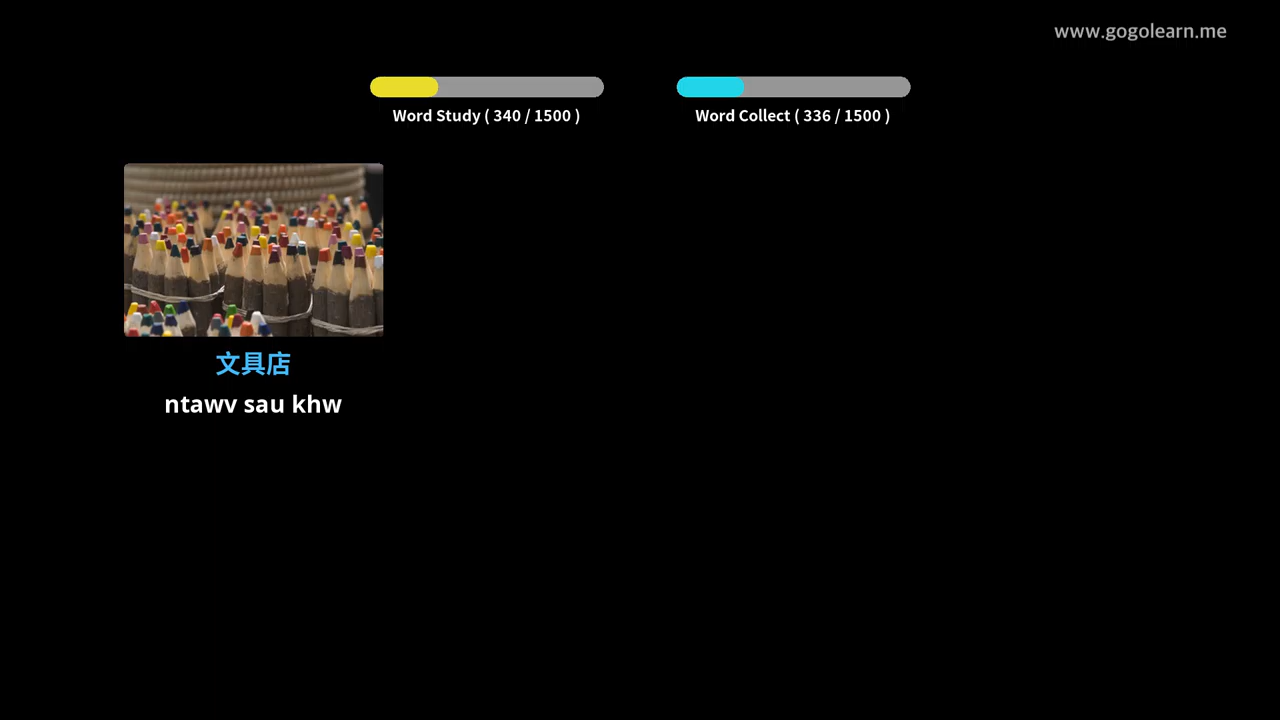 www.gogolearn.me
Word Study ( 340 / 1500 )
Word Collect ( 336 / 1500 )
文具店
ntawv sau khw